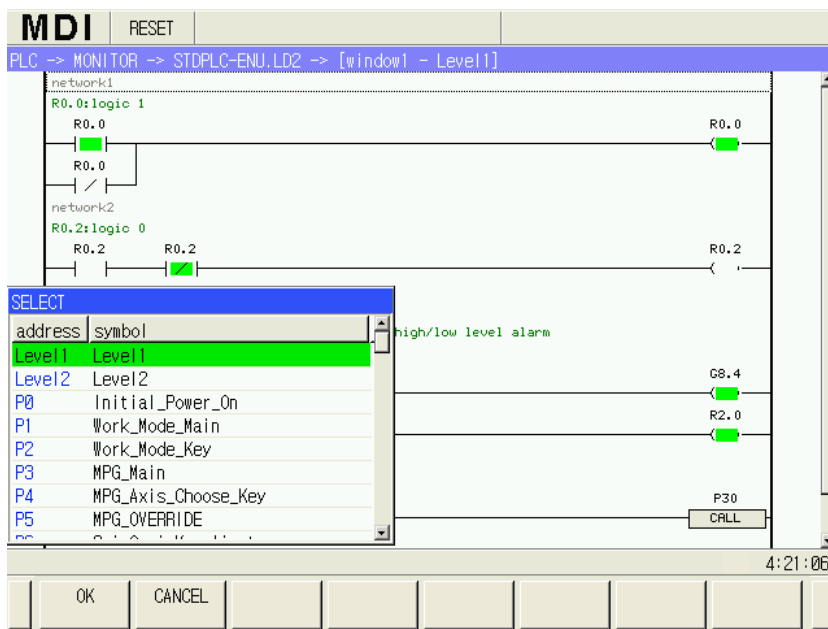 MDI RESET
PLC -> MONITOR -> STDPLC-ENU.LD2 -> [window1 - Level1]
network1
R0.0:logic 1
R0.0 R0.0
R0.0
network2
R0.2:logic 0
R0.2 R0.2 R0.2
SELECT
address symbol
high/low level alarm
Level1 Level1
Level2 Level2
G8.4
P0 Initial_Power_On
P1 Work_Mode_Main
R2.0
P2 Work_Mode_Key
P3 MPG_Main
P4 MPG_Axis_Choose_Key
P30
P5 MPG_OVERRIDE
CALL
4:21:06
OK CANCEL